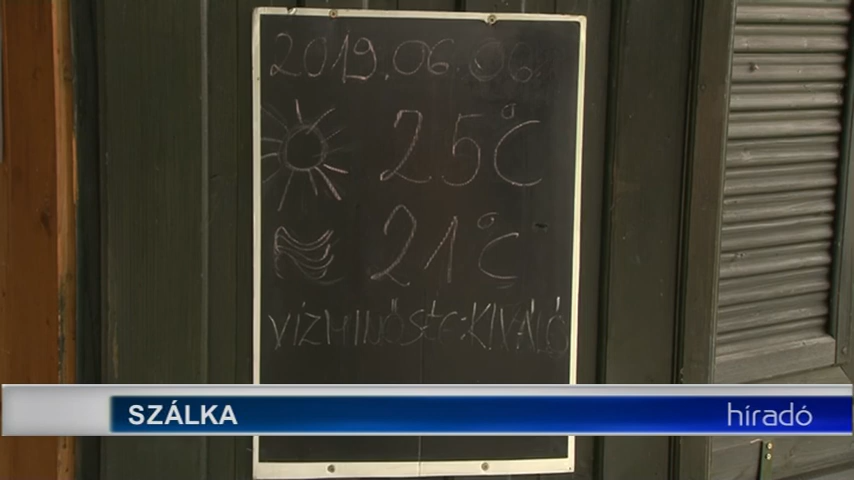 2019.06.06.
25°C
21°C
VÍZMINŐSÉG:KIVÁLÓ
SZÁLKA
híradó